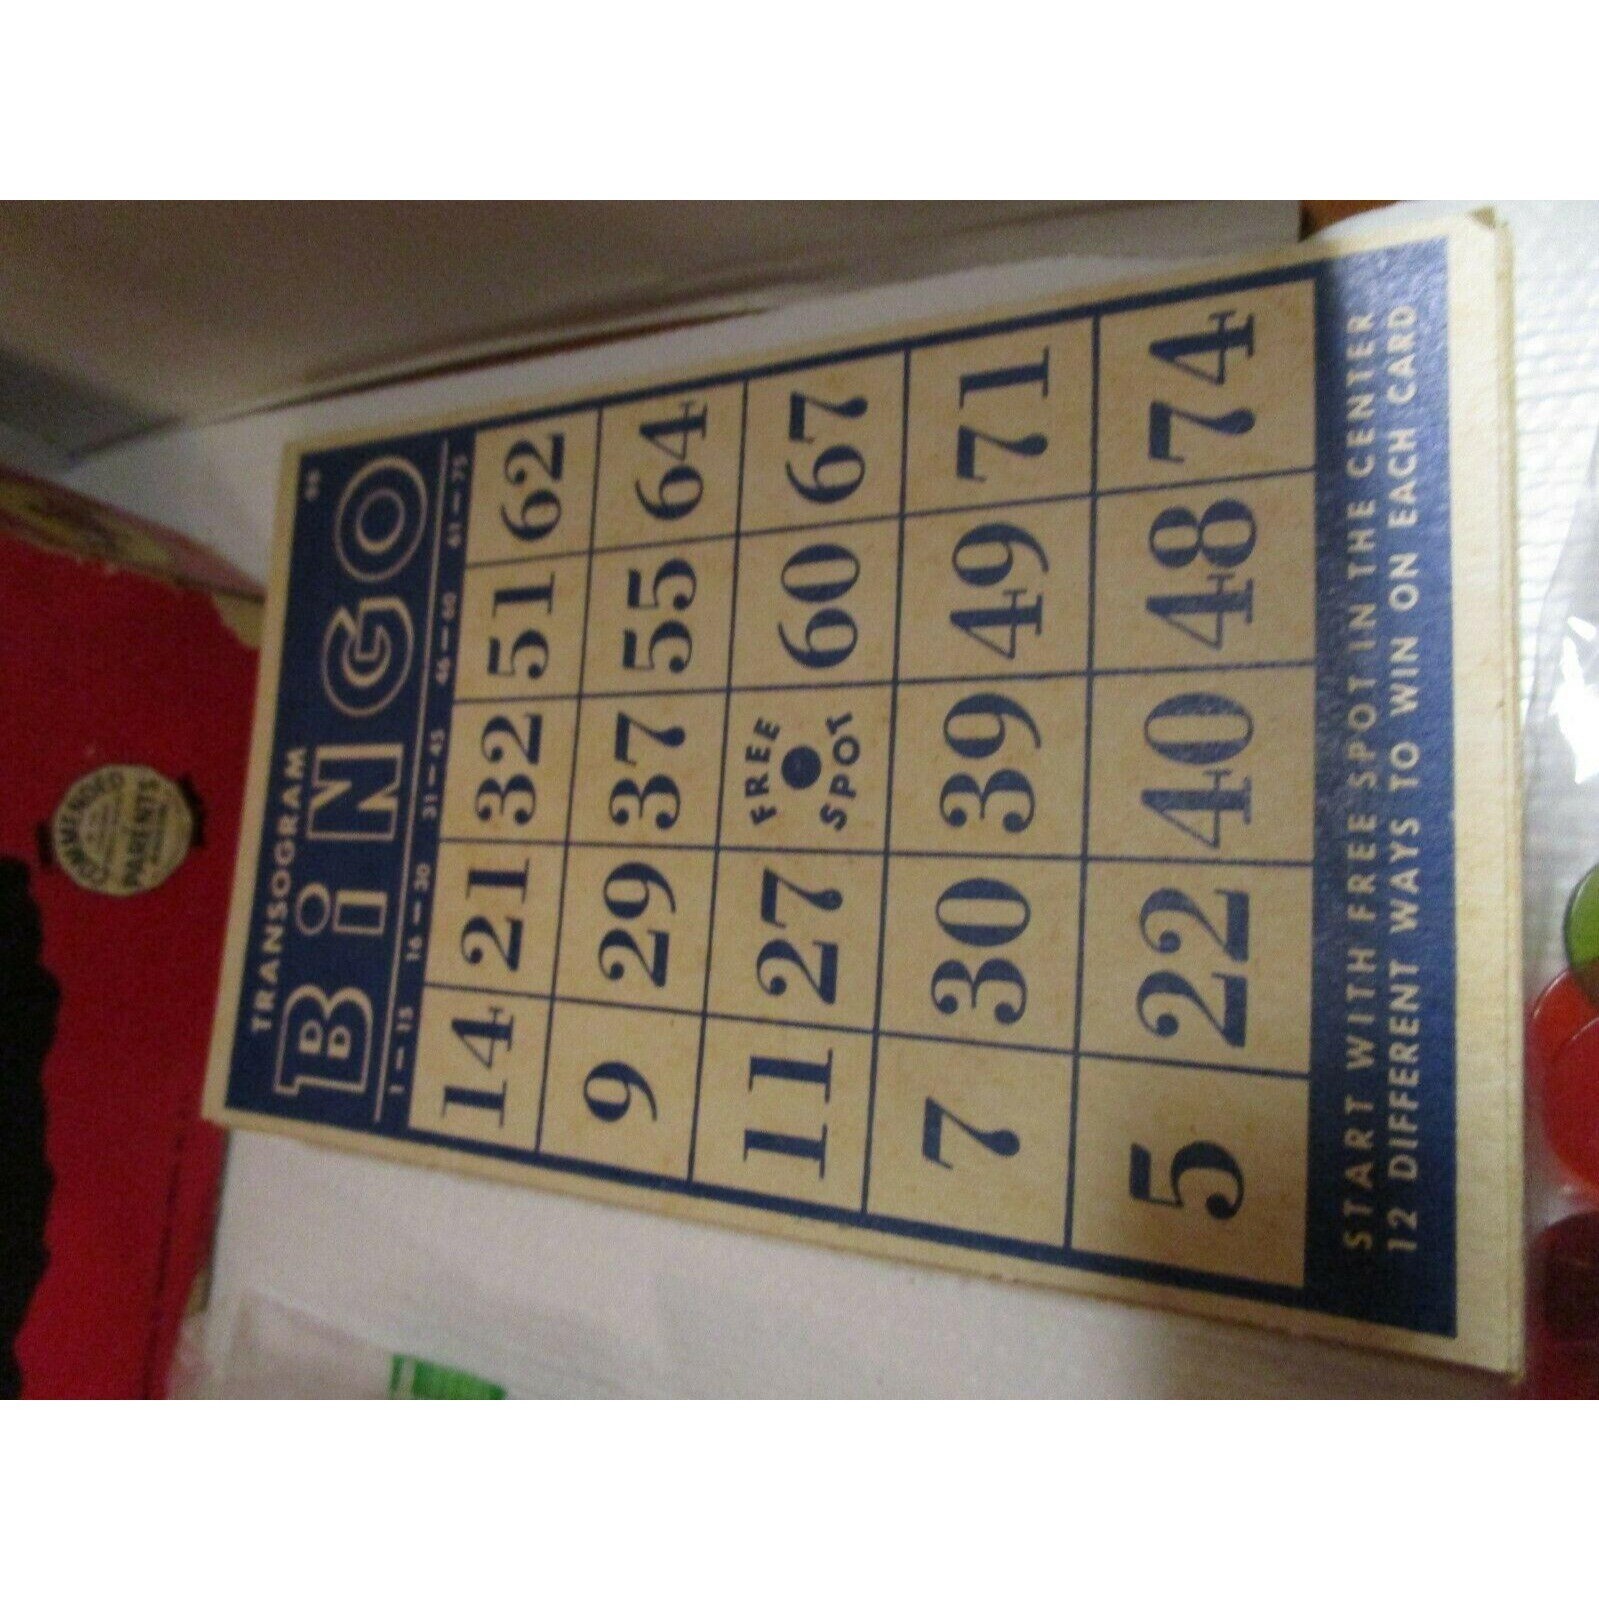 TRANSOGRAM
BiNGO
1-15 16-30 31-45 46-60 61-75
14 21 32 51 62
9 29 37 55 64
11 27 FREE SPOT 60 67
7 30 39 49 71
5 22 40 48 74
START WITH FREE SPOT IN THE CENTER
12 DIFFERENT WAYS TO WIN ON EACH CARD
COMMENDED
PARENTS'